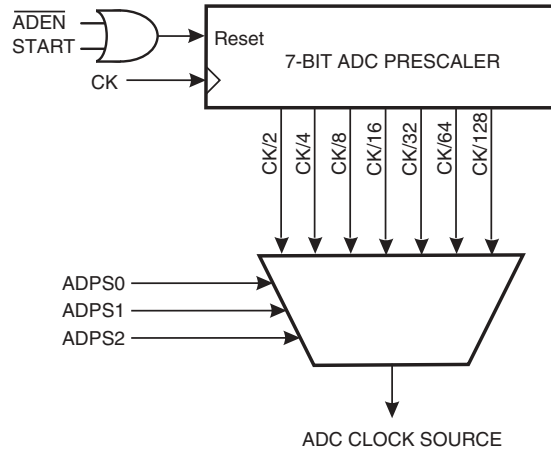 ADEN
START
Reset
7-BIT ADC PRESCALER
CK
CK/2
CK/4
CK/8
CK/16
CK/32
CK/64
CK/128
ADPS0
ADPS1
ADPS2
ADC CLOCK SOURCE